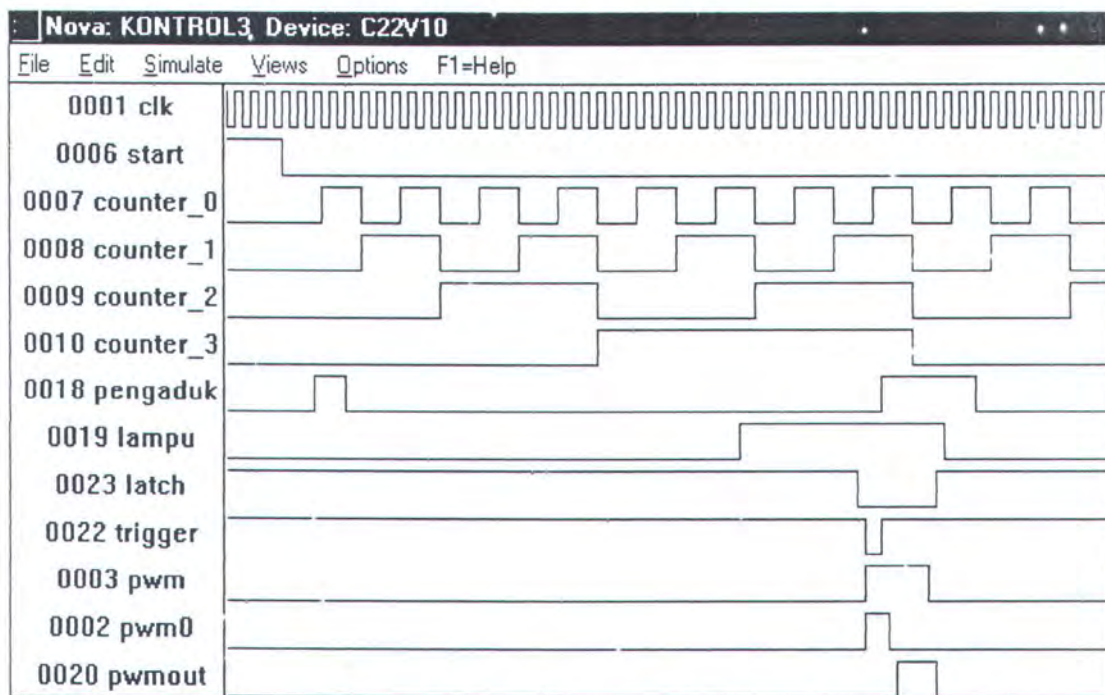 Nova: KONTROL3, Device: C22V10
File Edit Simulate Views Options F1=Help
0001 clk
0006 start
0007 counter_0
0008 counter_1
0009 counter_2
0010 counter_3
0018 pengaduk
0019 lampu
0023 latch
0022 trigger
0003 pwm
0002 pwm0
0020 pwmout